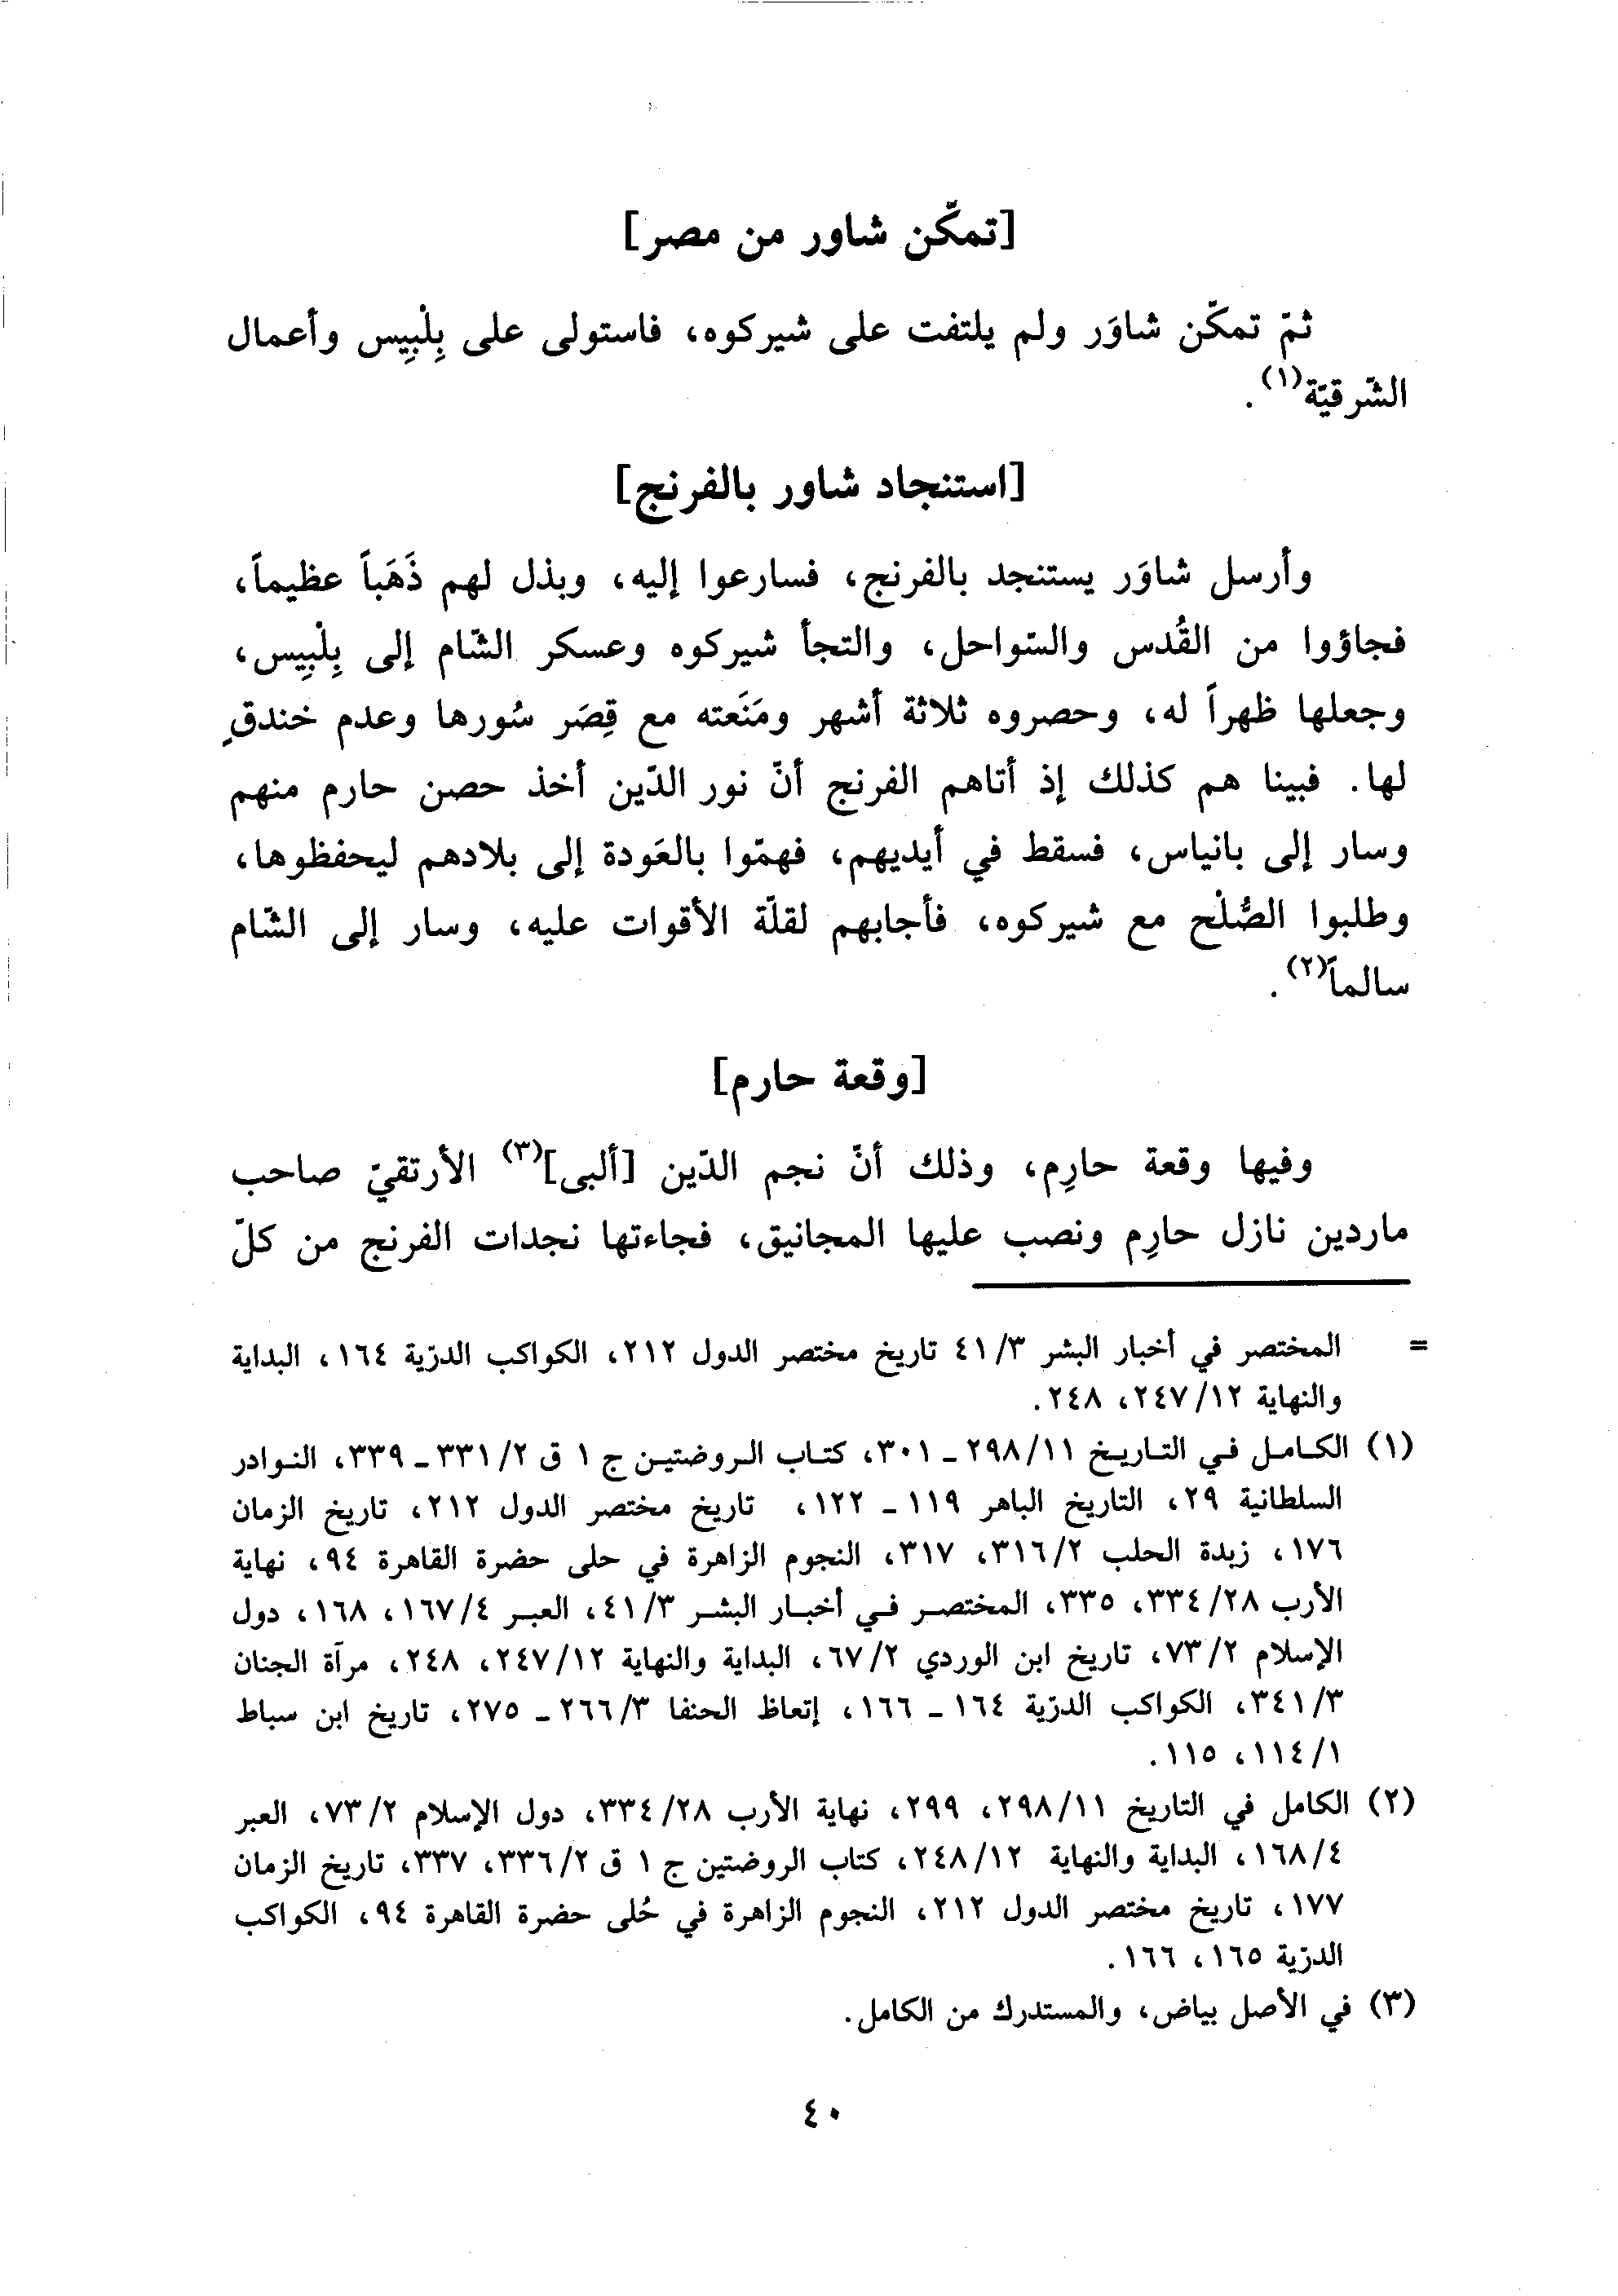 [تمكّن شاور من مصر]
ثمّ تمكّن شاوَر ولم يلتفت على شيركوه، فاستولى على بِلْبِيس وأعمال
الشّرقيّة(١).
[استنجاد شاور بالفرنج]
وأرسل شاوَر يستنجد بالفرنج، فسارعوا إليه، وبذل لهم ذَهَباً عظيماً،
فجاؤوا من القُدس والسّواحل، والتجأ شيركوه وعسكر الشّام إلى بِلْبِيس،
وجعلها ظهراً له، وحصروه ثلاثة أشهر ومَنَعته مع قِصَر سُورها وعدم خندقٍ
لها. فبينا هم كذلك إذ أتاهم الفرنج أنّ نور الدّين أخذ حصن حارم منهم
وسار إلى بانياس، فسقط في أيديهم، فهمّوا بالعَودة إلى بلادهم ليحفظوها،
وطلبوا الصُّلْح مع شيركوه، فأجابهم لقلّة الأقوات عليه، وسار إلى الشّام
سالماً(٢).
[وقعة حارم]
وفيها وقعة حارِم، وذلك أنّ نجم الدّين [ألبى](٣) الأرتقيّ صاحب
ماردين نازل حارِم ونصب عليها المجانيق، فجاءتها نجدات الفرنج من كلّ
= المختصر في أخبار البشر ٣/٤١ تاريخ مختصر الدول ٢١٢، الكواكب الدرّية ١٦٤، البداية
والنهاية ١٢/٢٤٧، ٢٤٨.
(١) الكامل في التاريخ ١١/٢٩٨ - ٣٠١، كتاب الروضتين ج ١ ق ٢/٣٣١ - ٣٣٩، النوادر
السلطانية ٢٩، التاريخ الباهر ١١٩ - ١٢٢، تاريخ مختصر الدول ٢١٢، تاريخ الزمان
١٧٦، زبدة الحلب ٢/٣١٦، ٣١٧، النجوم الزاهرة في حلى حضرة القاهرة ٩٤، نهاية
الأرب ٢٨/٣٣٤، ٣٣٥، المختصر في أخبار البشر ٣/٤١، العبر ٤/١٦٧، ١٦٨، دول
الإسلام ٢/٧٣، تاريخ ابن الوردي ٢/٦٧، البداية والنهاية ١٢/٢٤٧، ٢٤٨، مرآة الجنان
٣/٣٤١، الكواكب الدرّية ١٦٤ - ١٦٦، إتعاظ الحنفا ٣/٢٦٦ - ٢٧٥، تاريخ ابن سباط
١/١١٤، ١١٥.
(٢) الكامل في التاريخ ١١/٢٩٨، ٢٩٩، نهاية الأرب ٢٨/٣٣٤، دول الإسلام ٢/٧٣، العبر
٤/١٦٨، البداية والنهاية ١٢/٢٤٨، كتاب الروضتين ج ١ ق ٢/٣٣٦، ٣٣٧، تاريخ الزمان
١٧٧، تاريخ مختصر الدول ٢١٢، النجوم الزاهرة في حُلى حضرة القاهرة ٩٤، الكواكب
الدرّية ١٦٥، ١٦٦.
(٣) في الأصل بياض، والمستدرك من الكامل.
٤٠